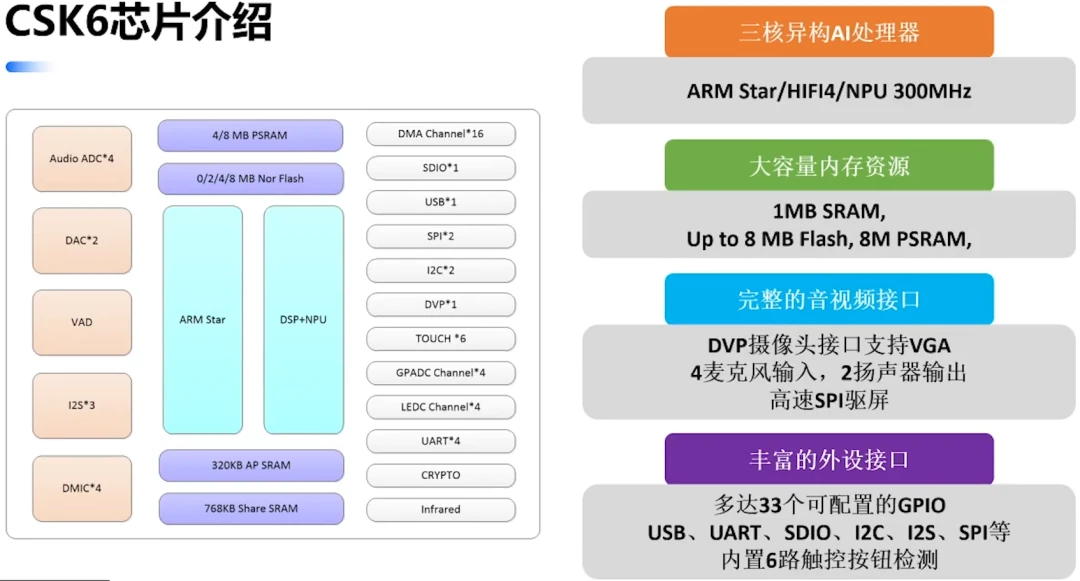 CSK6芯片介绍
Audio ADC*4
DAC*2
VAD
I2S*3
DMIC*4
4/8 MB PSRAM
0/2/4/8 MB Nor Flash
ARM Star
DSP+NPU
320KB AP SRAM
768KB Share SRAM
DMA Channel*16
SDIO*1
USB*1
SPI*2
I2C*2
DVP*1
TOUCH *6
GPADC Channel*4
LEDC Channel*4
UART*4
CRYPTO
Infrared
三核异构AI处理器
ARM Star/HIFI4/NPU 300MHz
大容量内存资源
1MB SRAM,
Up to 8 MB Flash, 8M PSRAM,
完整的音视频接口
DVP摄像头接口支持VGA
4麦克风输入，2扬声器输出
高速SPI驱屏
丰富的外设接口
多达33个可配置的GPIO
USB、UART、SDIO、I2C、I2S、SPI等
内置6路触控按钮检测